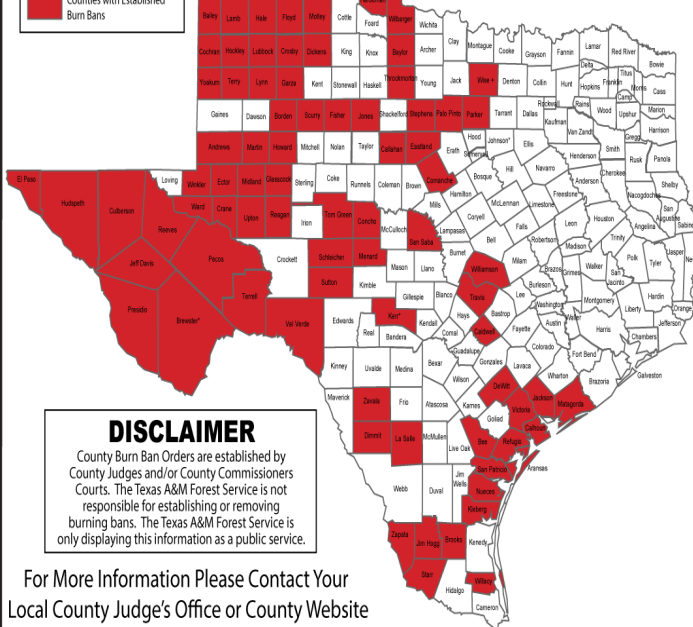 Counties with Established
Burn Bans
Bailey Lamb Hale Floyd Motley Cottle Foard Wilbarger Wichita
Clay Montague Cooke Grayson Fannin Lamar Red River Bowie
Cochran Hockley Lubbock Crosby Dickens King Knox Baylor Archer
Delta Titus Franklin Morris Cass
Yoakum Terry Lynn Garza Kent Stonewall Haskell Throckmorton Young Jack Wise + Denton Collin Hunt Hopkins Camp
Rockwall Rains Wood Upshur Marion
Gaines Dawson Borden Scurry Fisher Jones Shackelford Stephens Palo Pinto Parker Tarrant Dallas Kaufman Van Zandt Gregg Harrison
Andrews Martin Howard Mitchell Nolan Taylor Callahan Eastland Erath Hood Somervell Johnson* Ellis Henderson Smith Rusk Panola
El Paso Hudspeth Culberson Loving Winkler Ector Midland Glasscock Sterling Coke Runnels Coleman Brown Comanche Bosque Hill Navarro Anderson Cherokee Shelby
Reeves Ward Crane Upton Reagan Irion Tom Green Concho McCulloch San Saba Mills Hamilton McLennan Limestone Freestone Nacogdoches San Augustine Sabine
Jeff Davis Pecos Crockett Schleicher Menard Mason Llano Lampasas Coryell Bell Falls Robertson Leon Houston Angelina
Burnet Williamson Milam Brazos Madison Grimes Walker Trinity Polk Tyler Jasper
Presidio Brewster* Terrell Sutton Kimble Gillespie Blanco Travis Lee Burleson Washington San Jacinto Montgomery Liberty Hardin Orange
Val Verde Edwards Real Kerr* Kendall Bandera Comal Hays Caldwell Bastrop Fayette Austin Waller Harris Chambers Jefferson
Kinney Uvalde Medina Bexar Guadalupe Gonzales Colorado Lavaca Fort Bend Wharton Brazoria Galveston
Maverick Zavala Frio Atascosa Wilson Karnes DeWitt Victoria Jackson Matagorda
Goliad Calhoun
Dimmit La Salle McMullen Live Oak Bee Refugio
San Patricio Aransas
Webb Duval Jim Wells Nueces
Kleberg
Zapata Jim Hogg Brooks Kenedy
Starr Hidalgo Willacy
Cameron
DISCLAIMER
County Burn Ban Orders are established by
County Judges and/or County Commissioners
Courts. The Texas A&M Forest Service is not
responsible for establishing or removing
burning bans. The Texas A&M Forest Service is
only displaying this information as a public service.
For More Information Please Contact Your
Local County Judge's Office or County Website